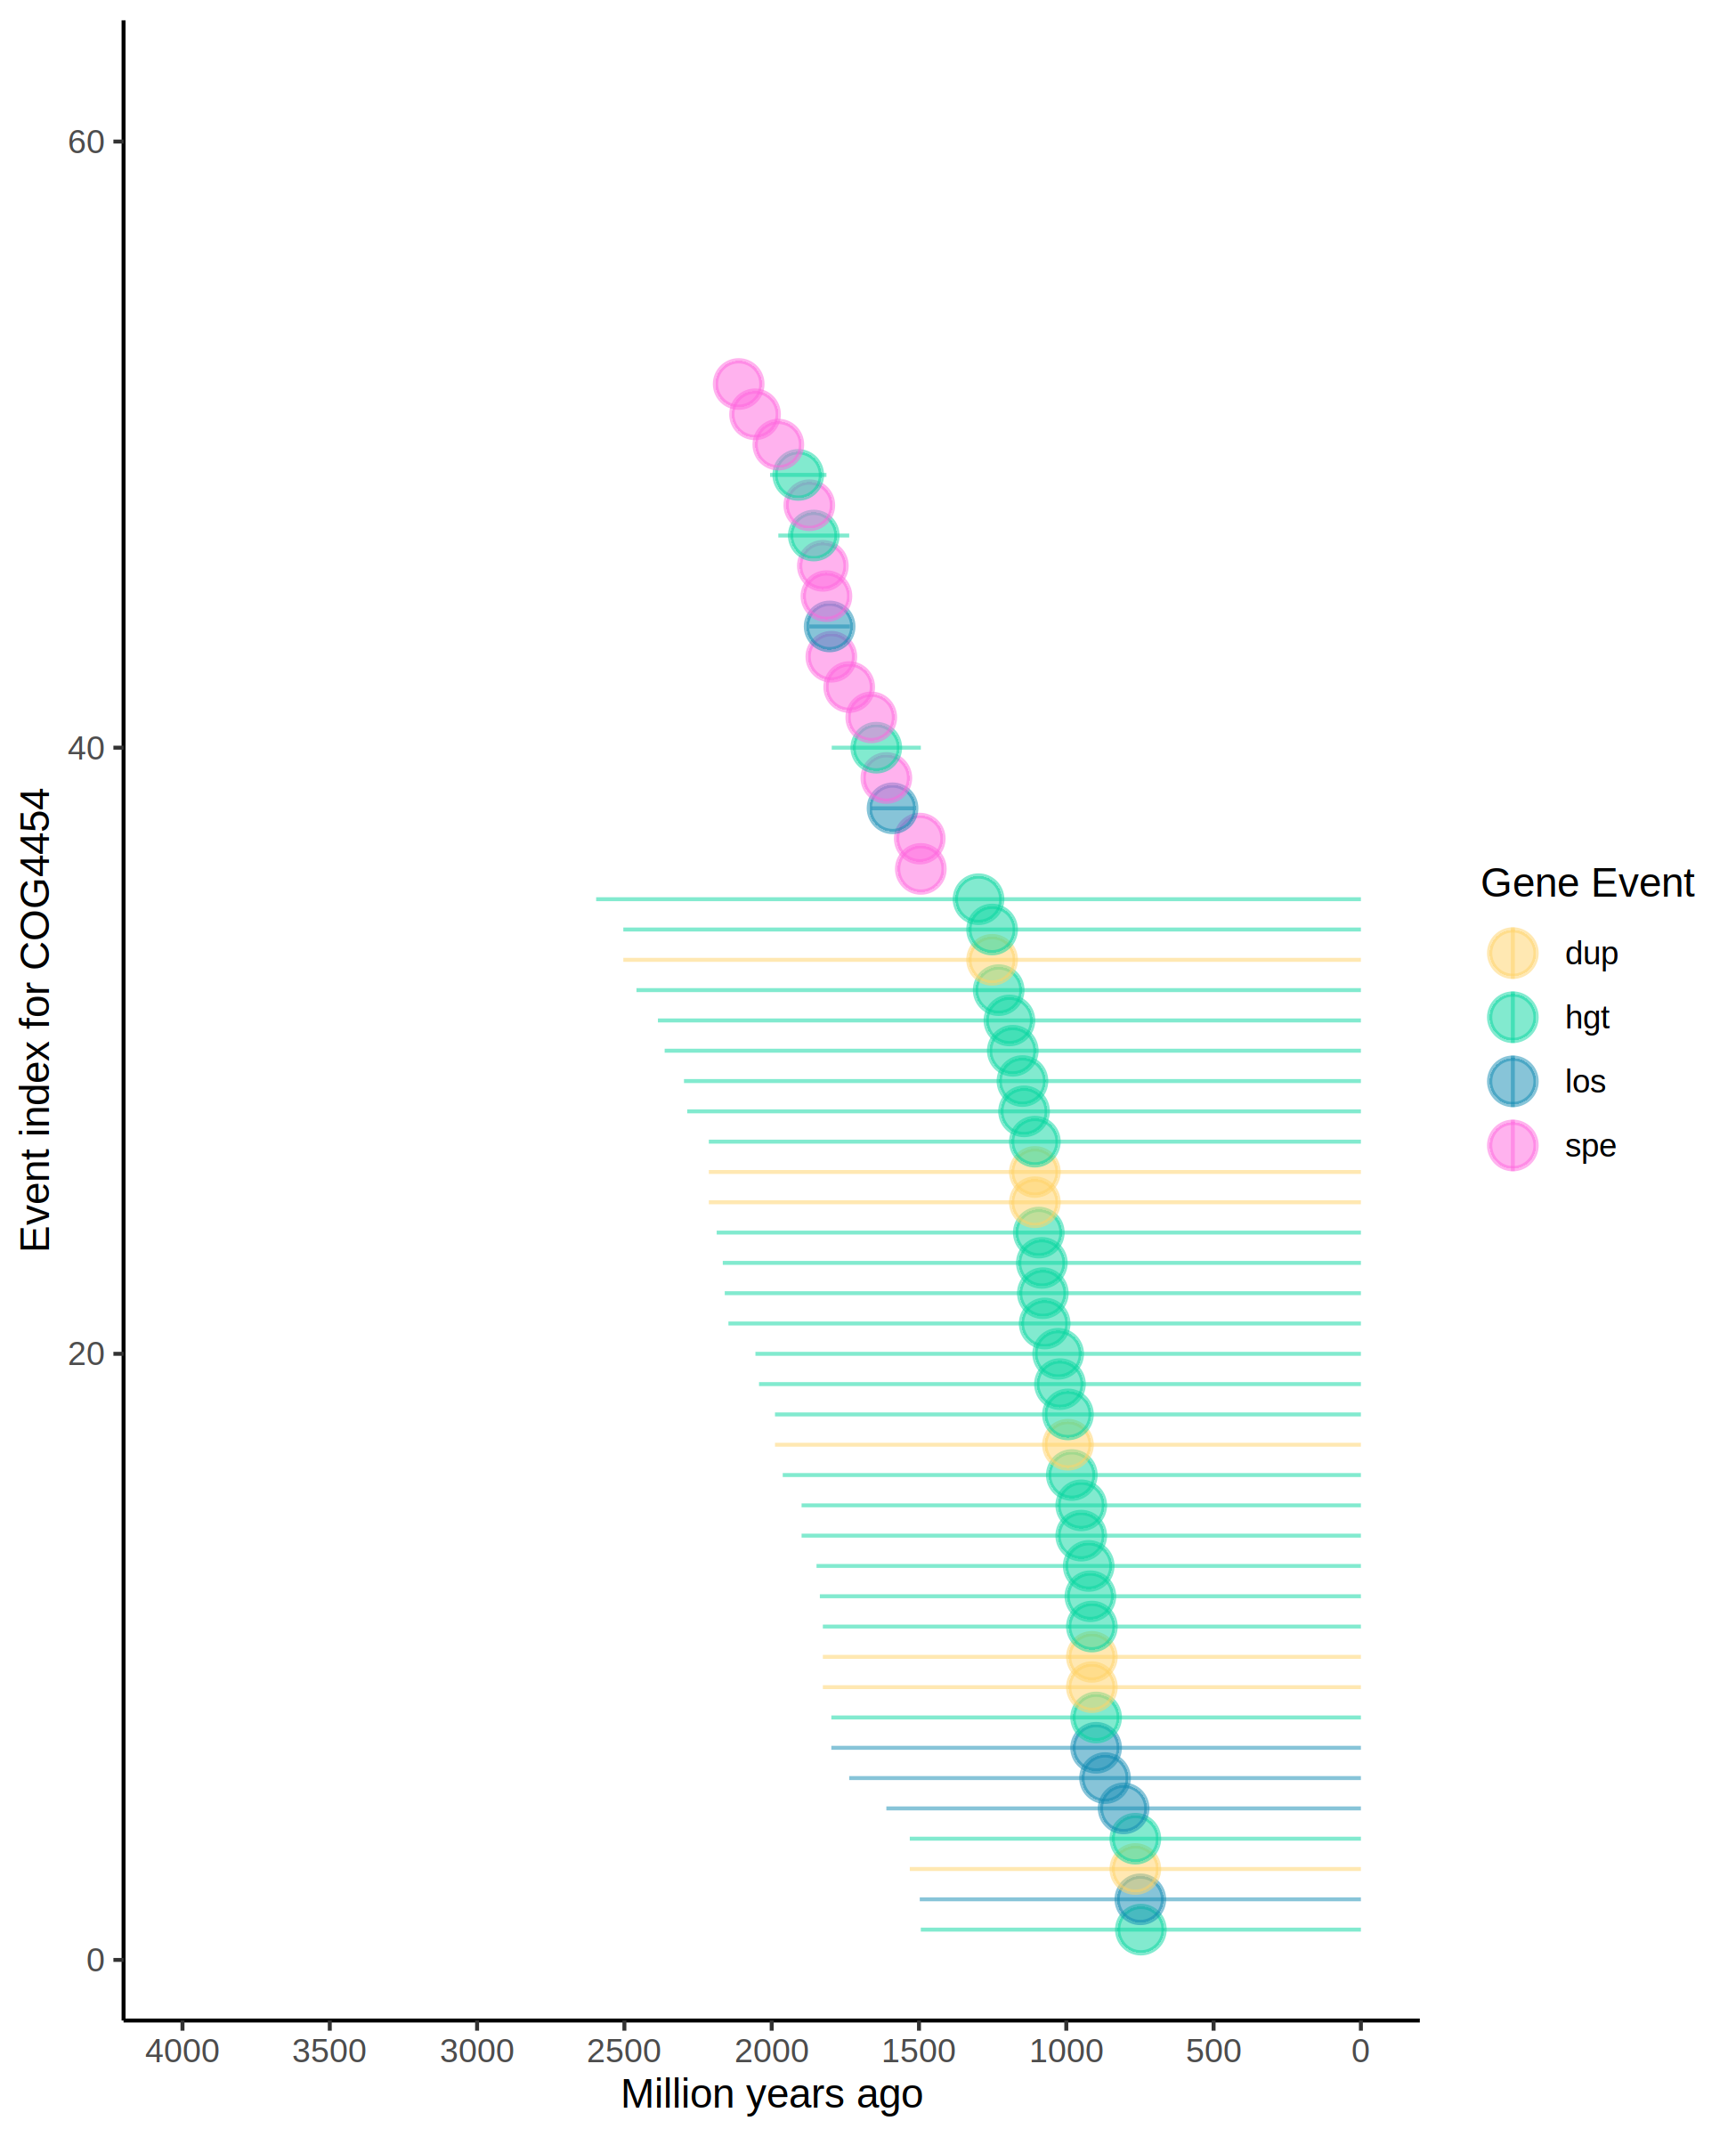 60
40
20
0
Event index for COG4454
4000 3500 3000 2500 2000 1500 1000 500 0
Million years ago
Gene Event
dup
hgt
los
spe